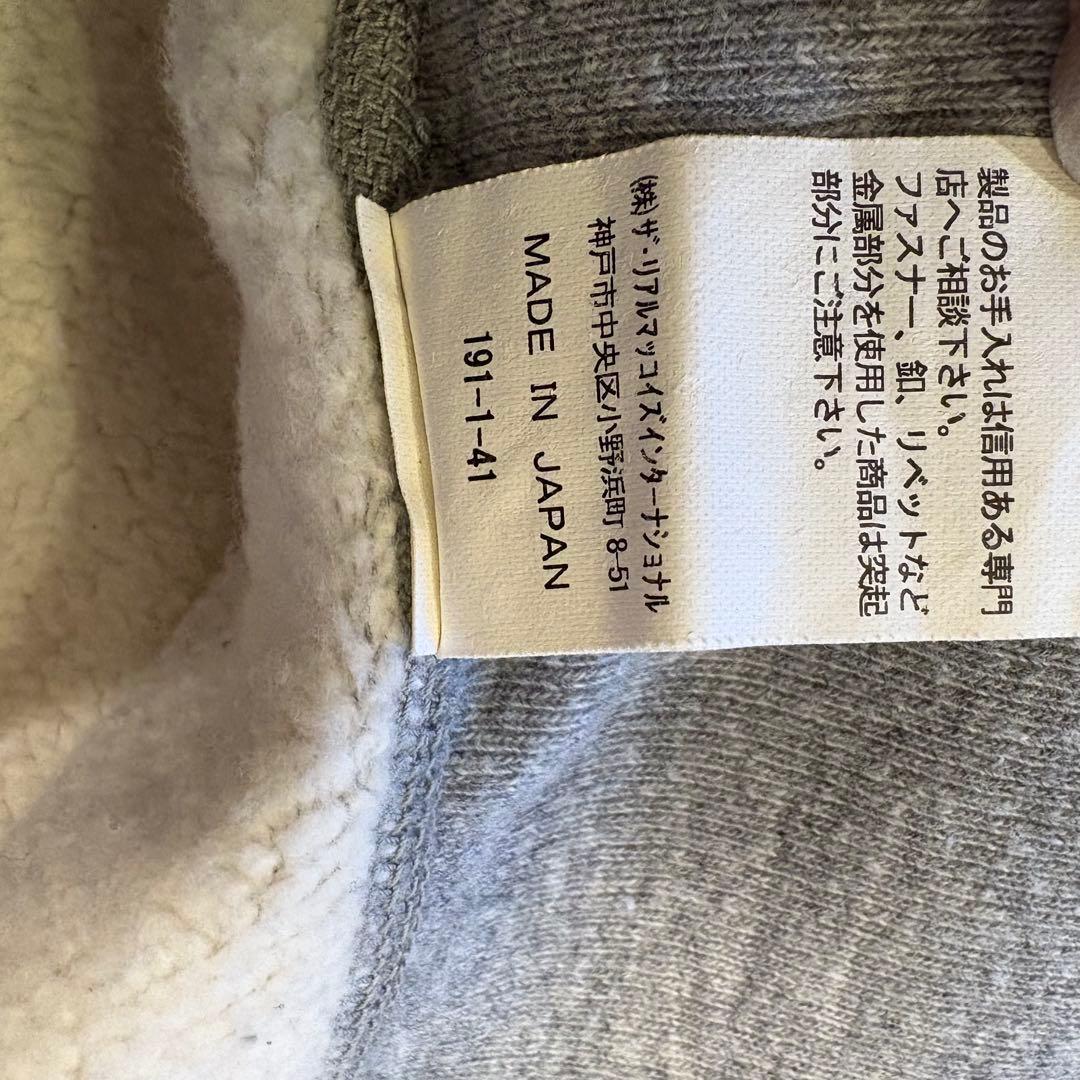 製品のお手入れは信用ある専門
店へご相談下さい。
ファスナー、釦、リベットなど
金属部分を使用した商品は突起
部分にご注意下さい。
㈱ｻﾞ･ﾘｱﾙﾏｯｺｲｽﾞｲﾝﾀｰﾅｼｮﾅﾙ
神戸市中央区小野浜町 8-51
MADE IN JAPAN
191-1-41